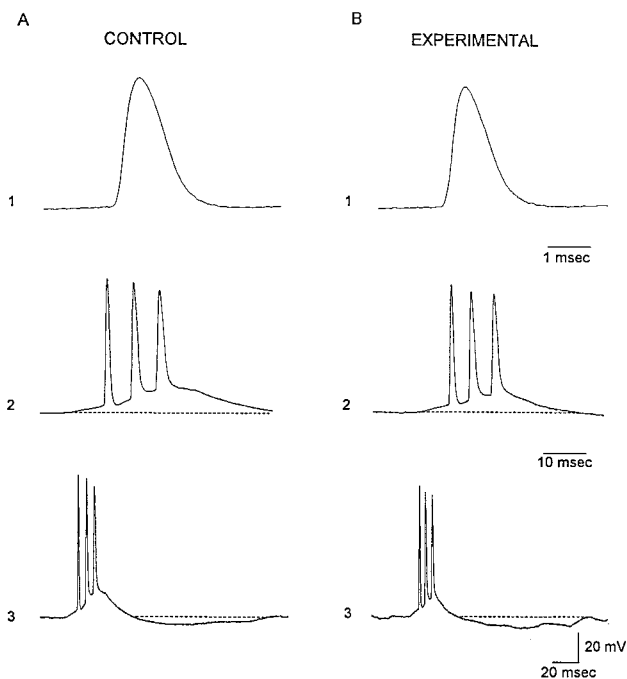 A
CONTROL
B
EXPERIMENTAL
1
1
1 msec
2
2
10 msec
3
3
20 mV
20 msec